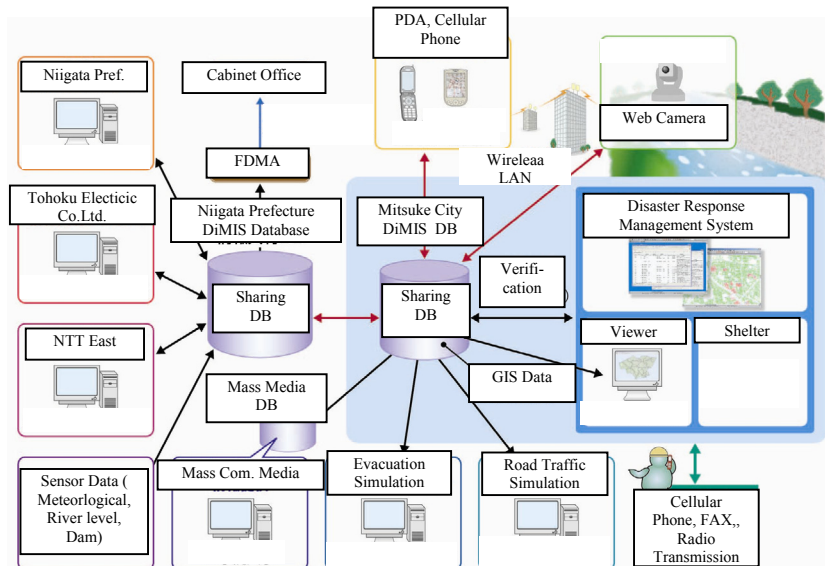 PDA, Cellular
Phone
Niigata Pref.
Cabinet Office
Web Camera
FDMA
Wireleaa
LAN
Tohoku Electicic
Co.Ltd.
Niigata Prefecture
DiMIS Database
Mitsuke City
DiMIS  DB
Disaster Response
Management System
Verifi-
cation
Sharing
DB
Sharing
DB
NTT East
Viewer
Shelter
Mass Media
DB
GIS Data
Sensor Data (
Meteorlogical,
River level,
Dam)
Mass Com. Media
Evacuation
Simulation
Road Traffic
Simulation
Cellular
Phone, FAX,,
Radio
Transmission